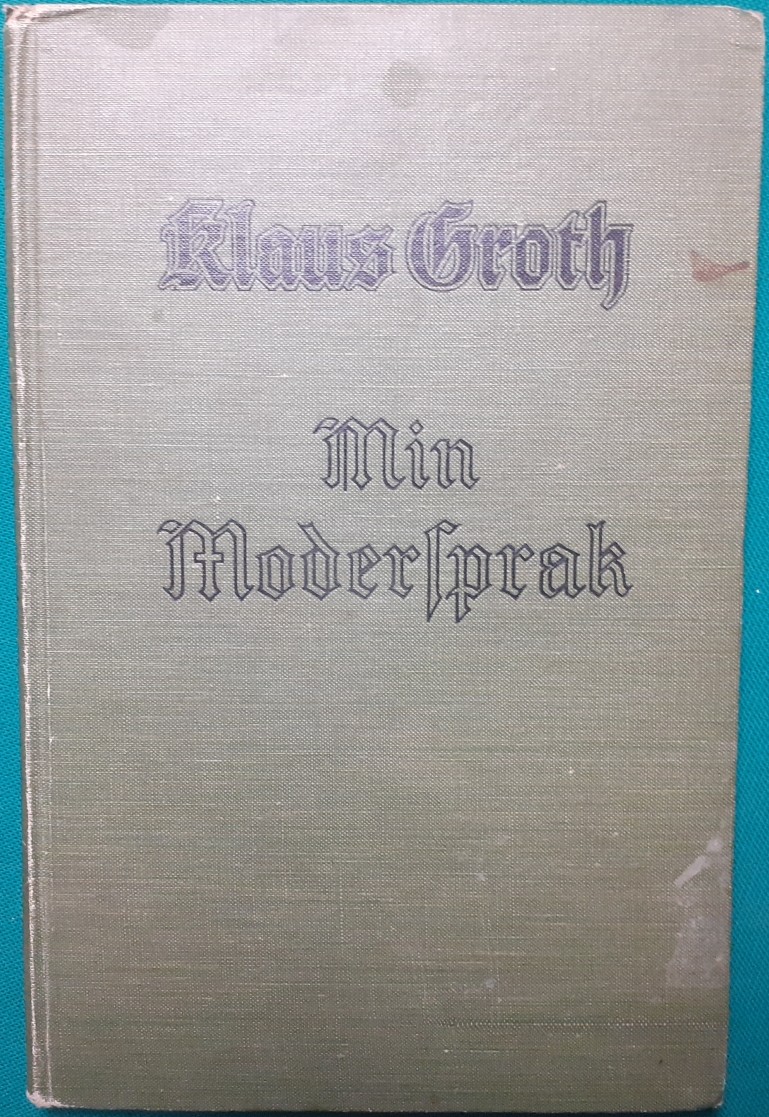 Klaus Groth
Min
Moderſprak